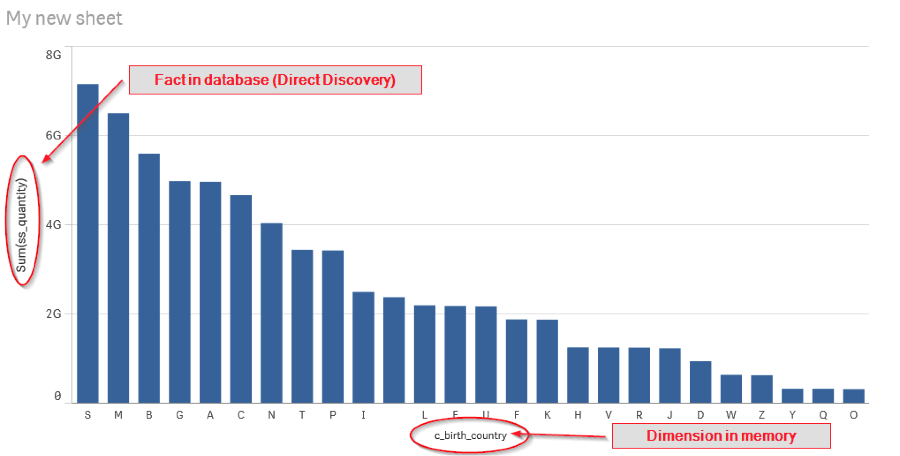 My new sheet
8G
Fact in database (Direct Discovery)
6G
Sum(ss_quantity)
4G
2G
0
S M B G A C N T P I L E U F K H V R J D W Z Y Q O
c_birth_country
Dimension in memory